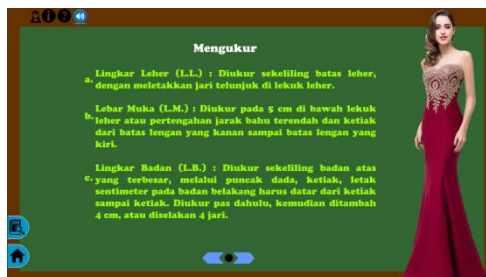 Mengukur
a. Lingkar Leher (L.L.) : Diukur sekeliling batas leher,
dengan meletakkan jari telunjuk di lekuk leher.
b. Lebar Muka (L.M.) : Diukur pada 5 cm di bawah lekuk
leher atau pertengahan jarak bahu terendah dan ketiak
dari batas lengan yang kanan sampai batas lengan yang
kiri.
c. Lingkar Badan (L.B.) : Diukur sekeliling badan atas
yang terbesar, melalui puncak dada, ketiak, letak
sentimeter pada badan belakang harus datar dari ketiak
sampai ketiak. Diukur pas dahulu, kemudian ditambah
4 cm, atau diselakan 4 jari.